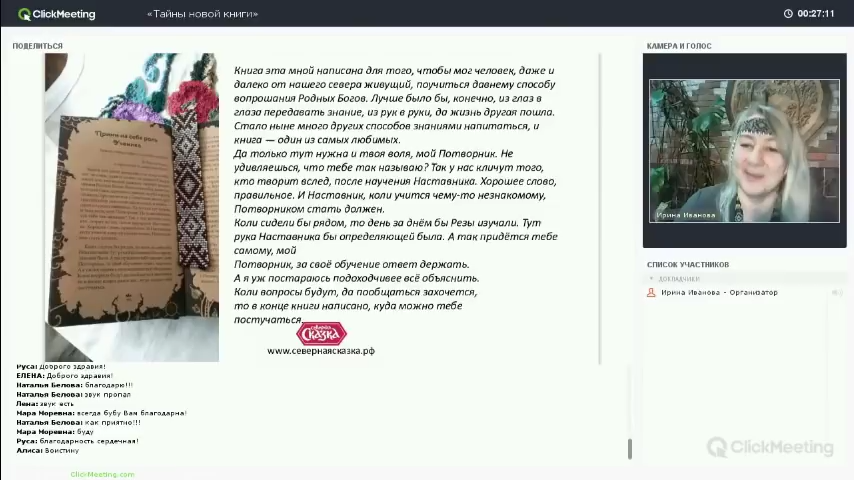 ClickMeeting
«Тайны новой книги»
00:27:11
ПОДЕЛИТЬСЯ
КАМЕРА И ГОЛОС
Книга эта мной написана для того, чтобы мог человек, даже и
далеко от нашего севера живущий, поучиться давнему способу
вопрошания Родных Богов. Лучше было бы, конечно, из глаз в
глаза передавать знание, из рук в руки, да жизнь другая пошла.
Стало ныне много других способов знаниями напитаться, и
книга — один из самых любимых.
Да только тут нужна и твоя воля, мой Потворник. Не
удивляешься, что тебе так называю? Так у нас кличут того,
кто творит вслед, после научения Наставника. Хорошее слово,
правильное. И Наставник, коли учится чему-то незнакомому,
Потворником стать должен.
Коли сидели бы рядом, то день за днём бы Резы изучали. Тут
рука Наставника бы определяющей была. А так придётся тебе
самому, мой
Потворник, за своё обучение ответ держать.
А я уж постараюсь подоходчивее всё объяснить.
Коли вопросы будут, да пообщаться захочется,
то в конце книги написано, куда можно тебе
постучаться
северная
Сказка
www.севернаясказка.рф
Прими на себя роль
Ученика
Руса: Доброго здравия!
ЕЛЕНА: Доброго здравия!
Наталья Белова: благодарю!!!
Наталья Белова: звук пропал
Лена: звук есть
Мара Моревна: всегда бубу Вам благодарна!
Наталья Белова: как приятно!!!
Мара Моревна: буду
Руса: благодарность сердечная!
Алиса: Воистину
ClickMeeting.com
Ирина Иванова
СПИСОК УЧАСТНИКОВ
ДОКЛАДЧИКИ
Ирина Иванова - Организатор
ClickMeeting